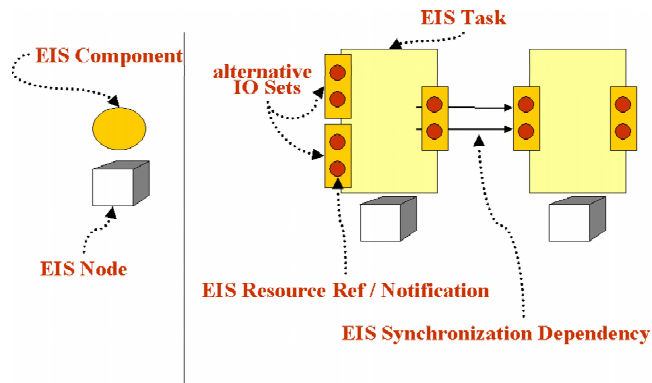 EIS Component
EIS Node
EIS Task
alternative
IO Sets
EIS Resource Ref / Notification
EIS Synchronization Dependency